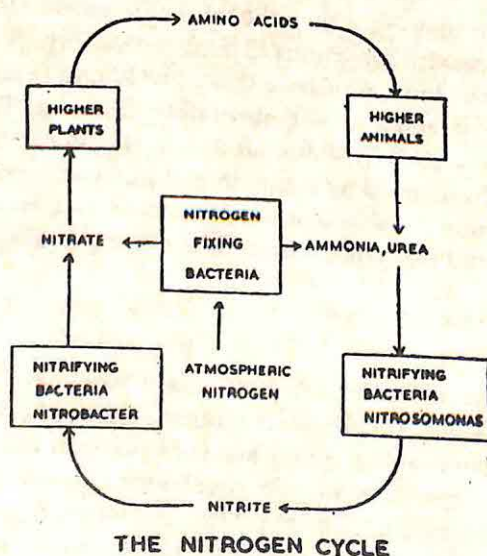 AMINO ACIDS
HIGHER
PLANTS
HIGHER
ANIMALS
NITROGEN
FIXING
BACTERIA
NITRATE
AMMONIA, UREA
NITRIFYING
BACTERIA
NITROBACTER
ATMOSPHERIC
NITROGEN
NITRIFYING
BACTERIA
NITROSOMONAS
NITRITE
THE NITROGEN CYCLE